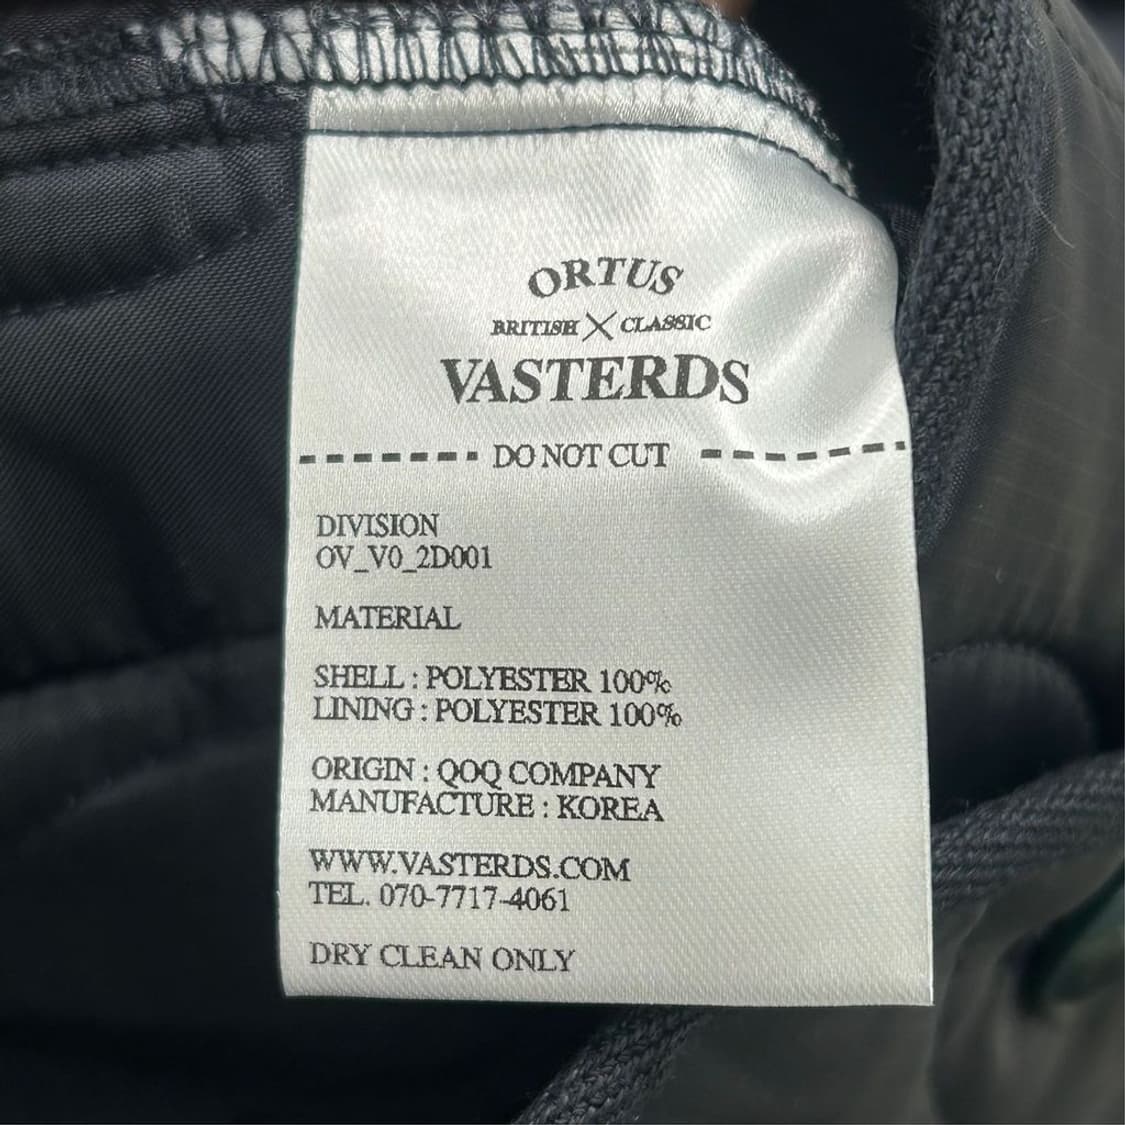 ORTUS
BRITISH X CLASSIC
VASTERDS
DO NOT CUT
DIVISION
OV_V0_2D001
MATERIAL
SHELL : POLYESTER 100%
LINING : POLYESTER 100%
ORIGIN : QOQ COMPANY
MANUFACTURE : KOREA
WWW.VASTERDS.COM
TEL. 070-7717-4061
DRY CLEAN ONLY